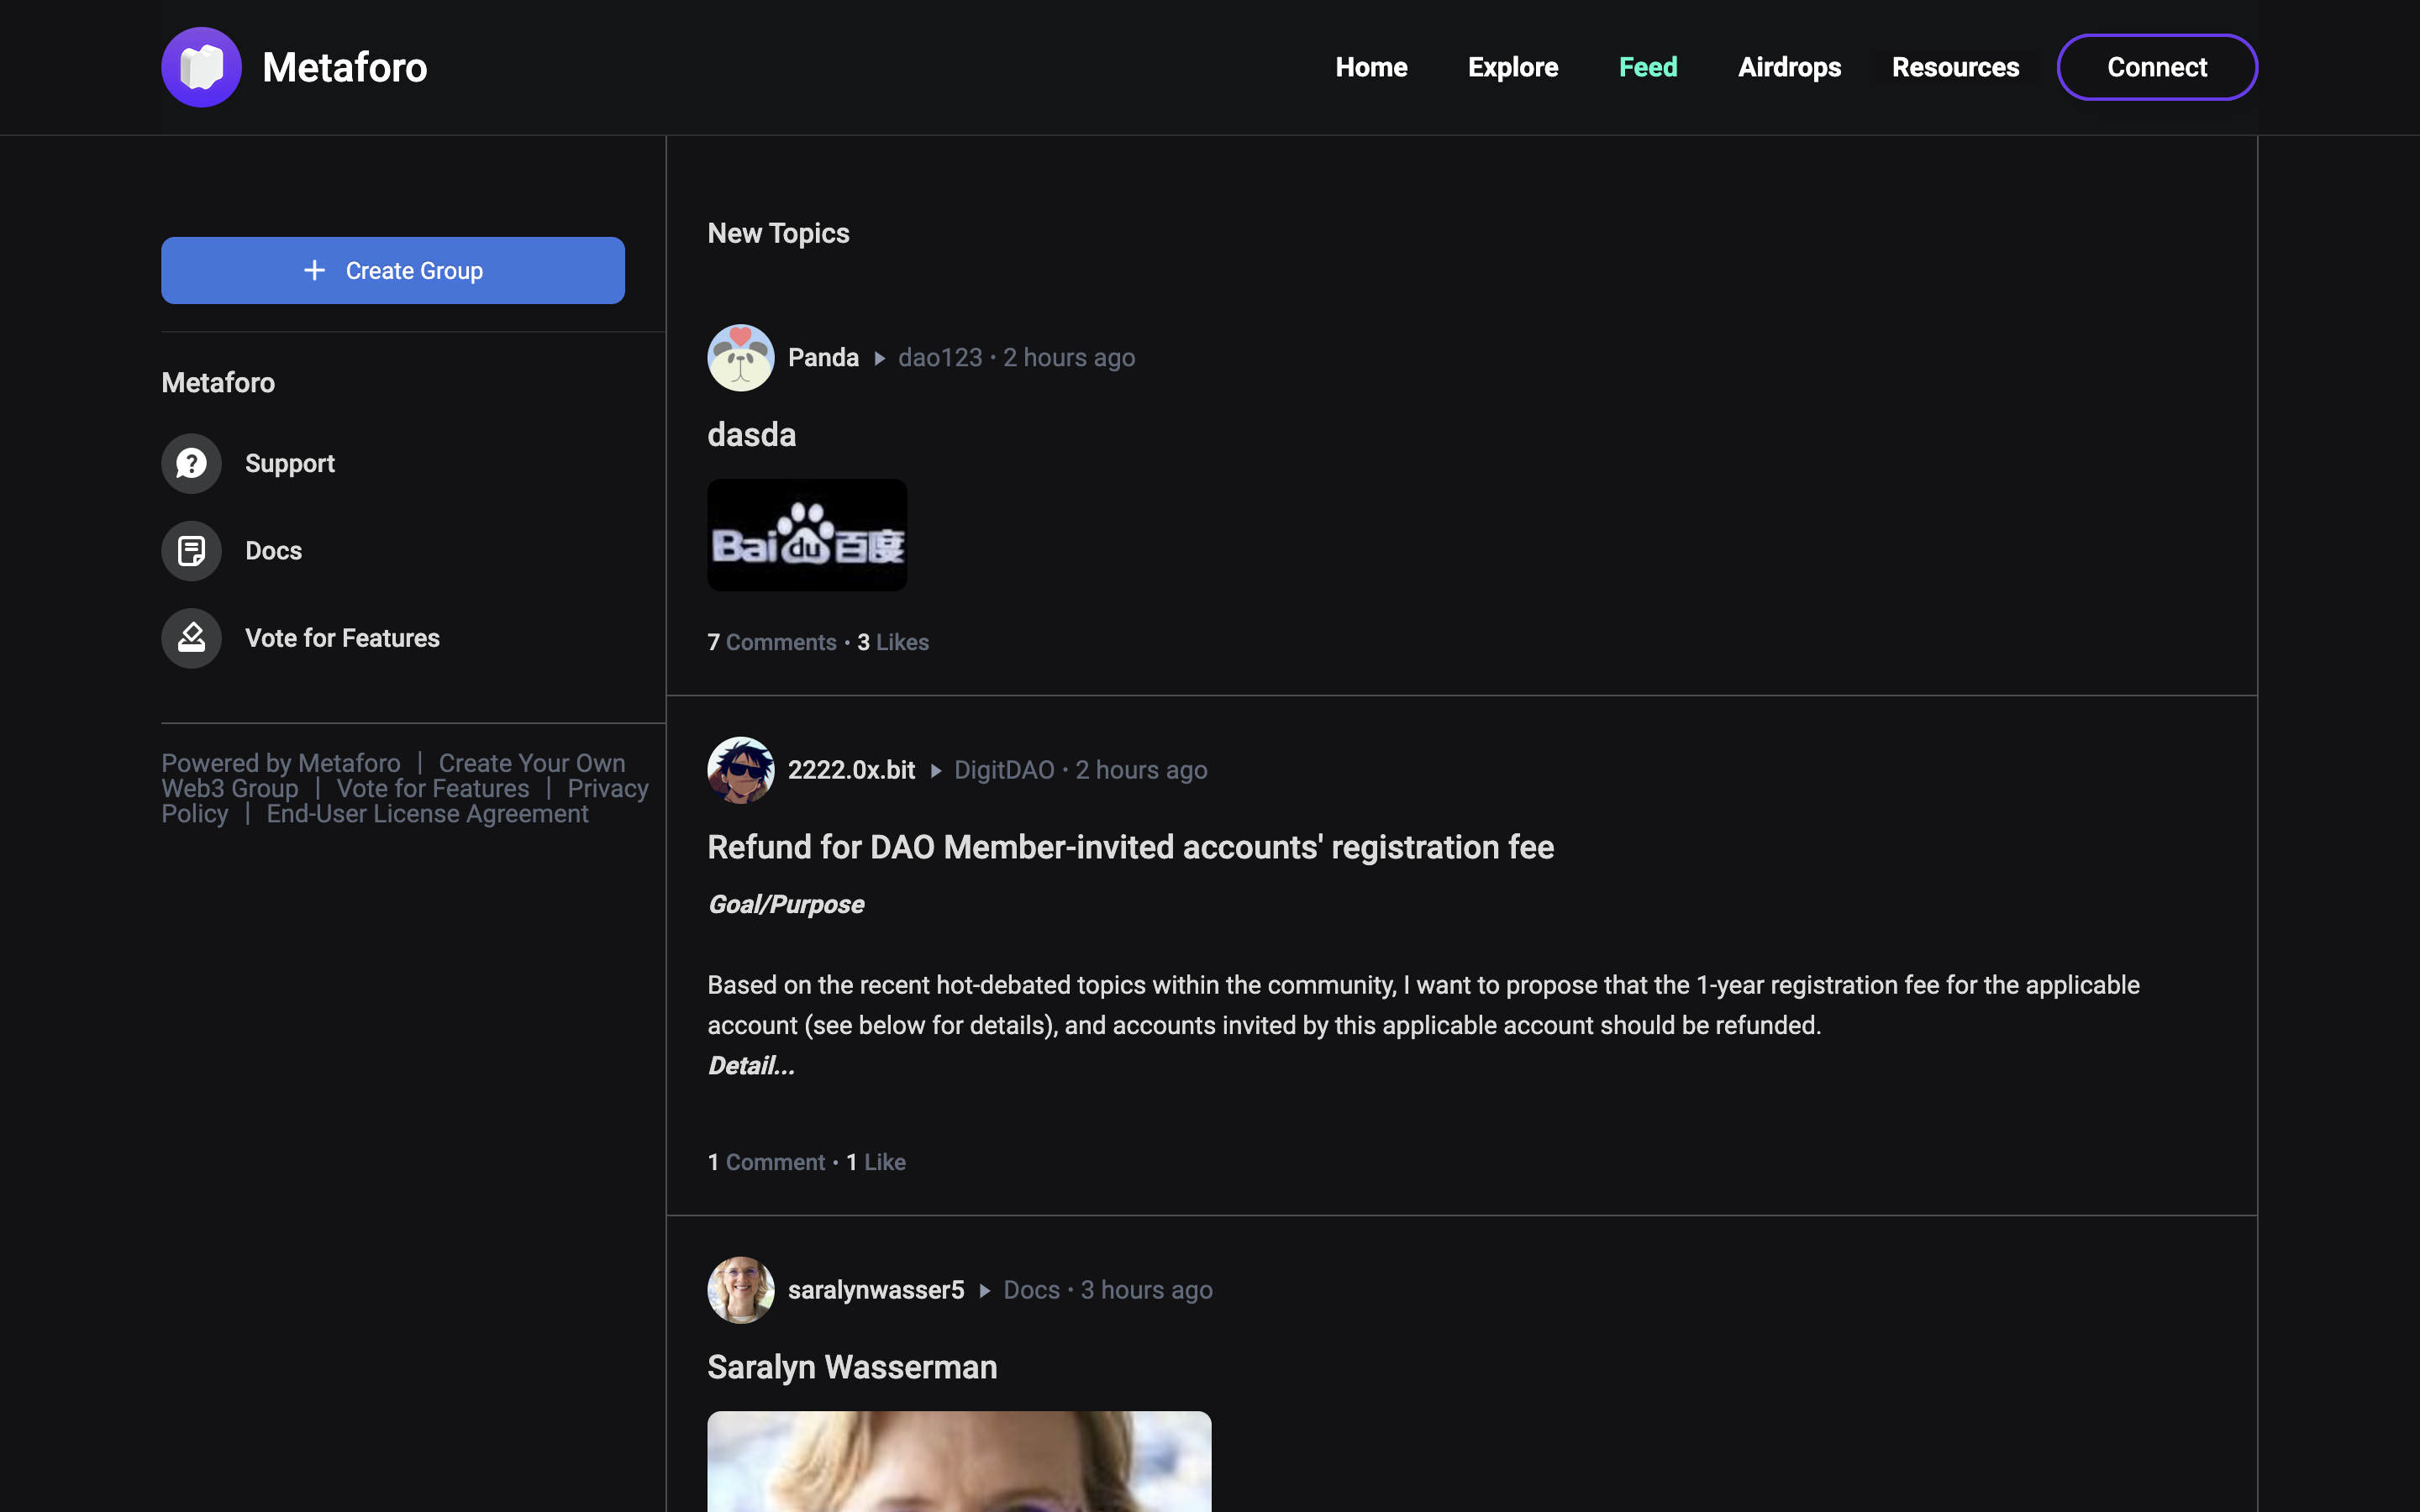 Metaforo
Home
Explore
Feed
Airdrops
Resources
Connect
Create Group
Metaforo
Support
Docs
Vote for Features
Powered by Metaforo | Create Your Own
Web3 Group | Vote for Features | Privacy
Policy | End-User License Agreement
New Topics
Panda dao123 · 2 hours ago
dasda
Baidu百度
7 Comments · 3 Likes
2222.0x.bit DigitDAO · 2 hours ago
Refund for DAO Member-invited accounts' registration fee
Goal/Purpose
Based on the recent hot-debated topics within the community, I want to propose that the 1-year registration fee for the applicable
account (see below for details), and accounts invited by this applicable account should be refunded.
Detail...
1 Comment · 1 Like
saralynwasser5 Docs · 3 hours ago
Saralyn Wasserman